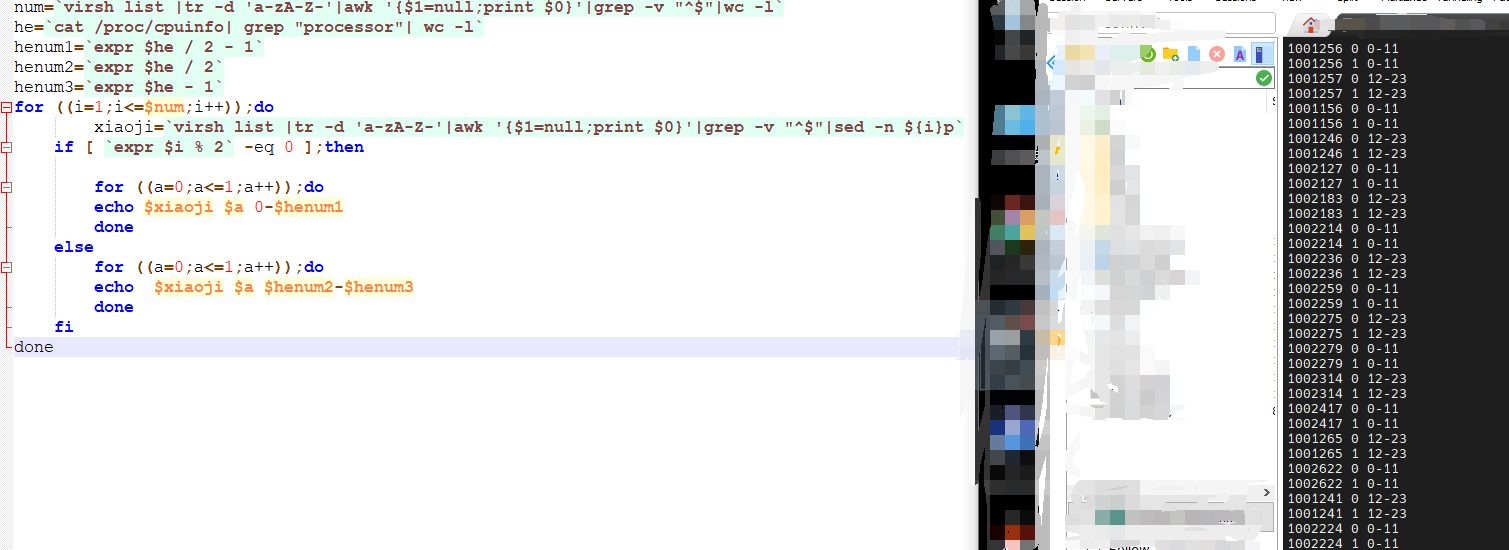 num=`virsh list |tr -d 'a-zA-Z-'|awk '{$1=null;print $0}'|grep -v "^$"|wc -l`
he=`cat /proc/cpuinfo| grep "processor"| wc -l`
henum1=`expr $he / 2 - 1`
henum2=`expr $he / 2`
henum3=`expr $he - 1`
for ((i=1;i<=$num;i++));do
xiaoji=`virsh list |tr -d 'a-zA-Z-'|awk '{$1=null;print $0}'|grep -v "^$"|sed -n ${i}p`
if [ `expr $i % 2` -eq 0 ];then
for ((a=0;a<=1;a++));do
echo $xiaoji $a 0-$henum1
done
else
for ((a=0;a<=1;a++));do
echo  $xiaoji $a $henum2-$henum3
done
fi
done
1001256 0 0-11
1001256 1 0-11
1001257 0 12-23
1001257 1 12-23
1001156 0 0-11
1001156 1 0-11
1001246 0 12-23
1001246 1 12-23
1002127 0 0-11
1002127 1 0-11
1002183 0 12-23
1002183 1 12-23
1002214 0 0-11
1002214 1 0-11
1002236 0 12-23
1002236 1 12-23
1002259 0 0-11
1002259 1 0-11
1002275 0 12-23
1002275 1 12-23
1002279 0 0-11
1002279 1 0-11
1002314 0 12-23
1002314 1 12-23
1002417 0 0-11
1002417 1 0-11
1001265 0 12-23
1001265 1 12-23
1002622 0 0-11
1002622 1 0-11
1001241 0 12-23
1001241 1 12-23
1002224 0 0-11
1002224 1 0-11